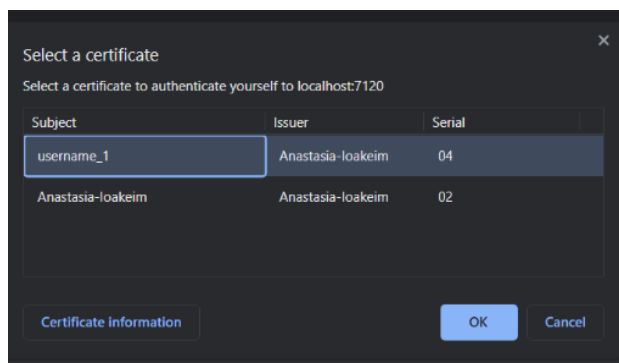 Select a certificate
Select a certificate to authenticate yourself to localhost:7120
Subject Issuer Serial
username_1 Anastasia-Ioakeim 04
Anastasia-Ioakeim Anastasia-Ioakeim 02
Certificate information OK Cancel